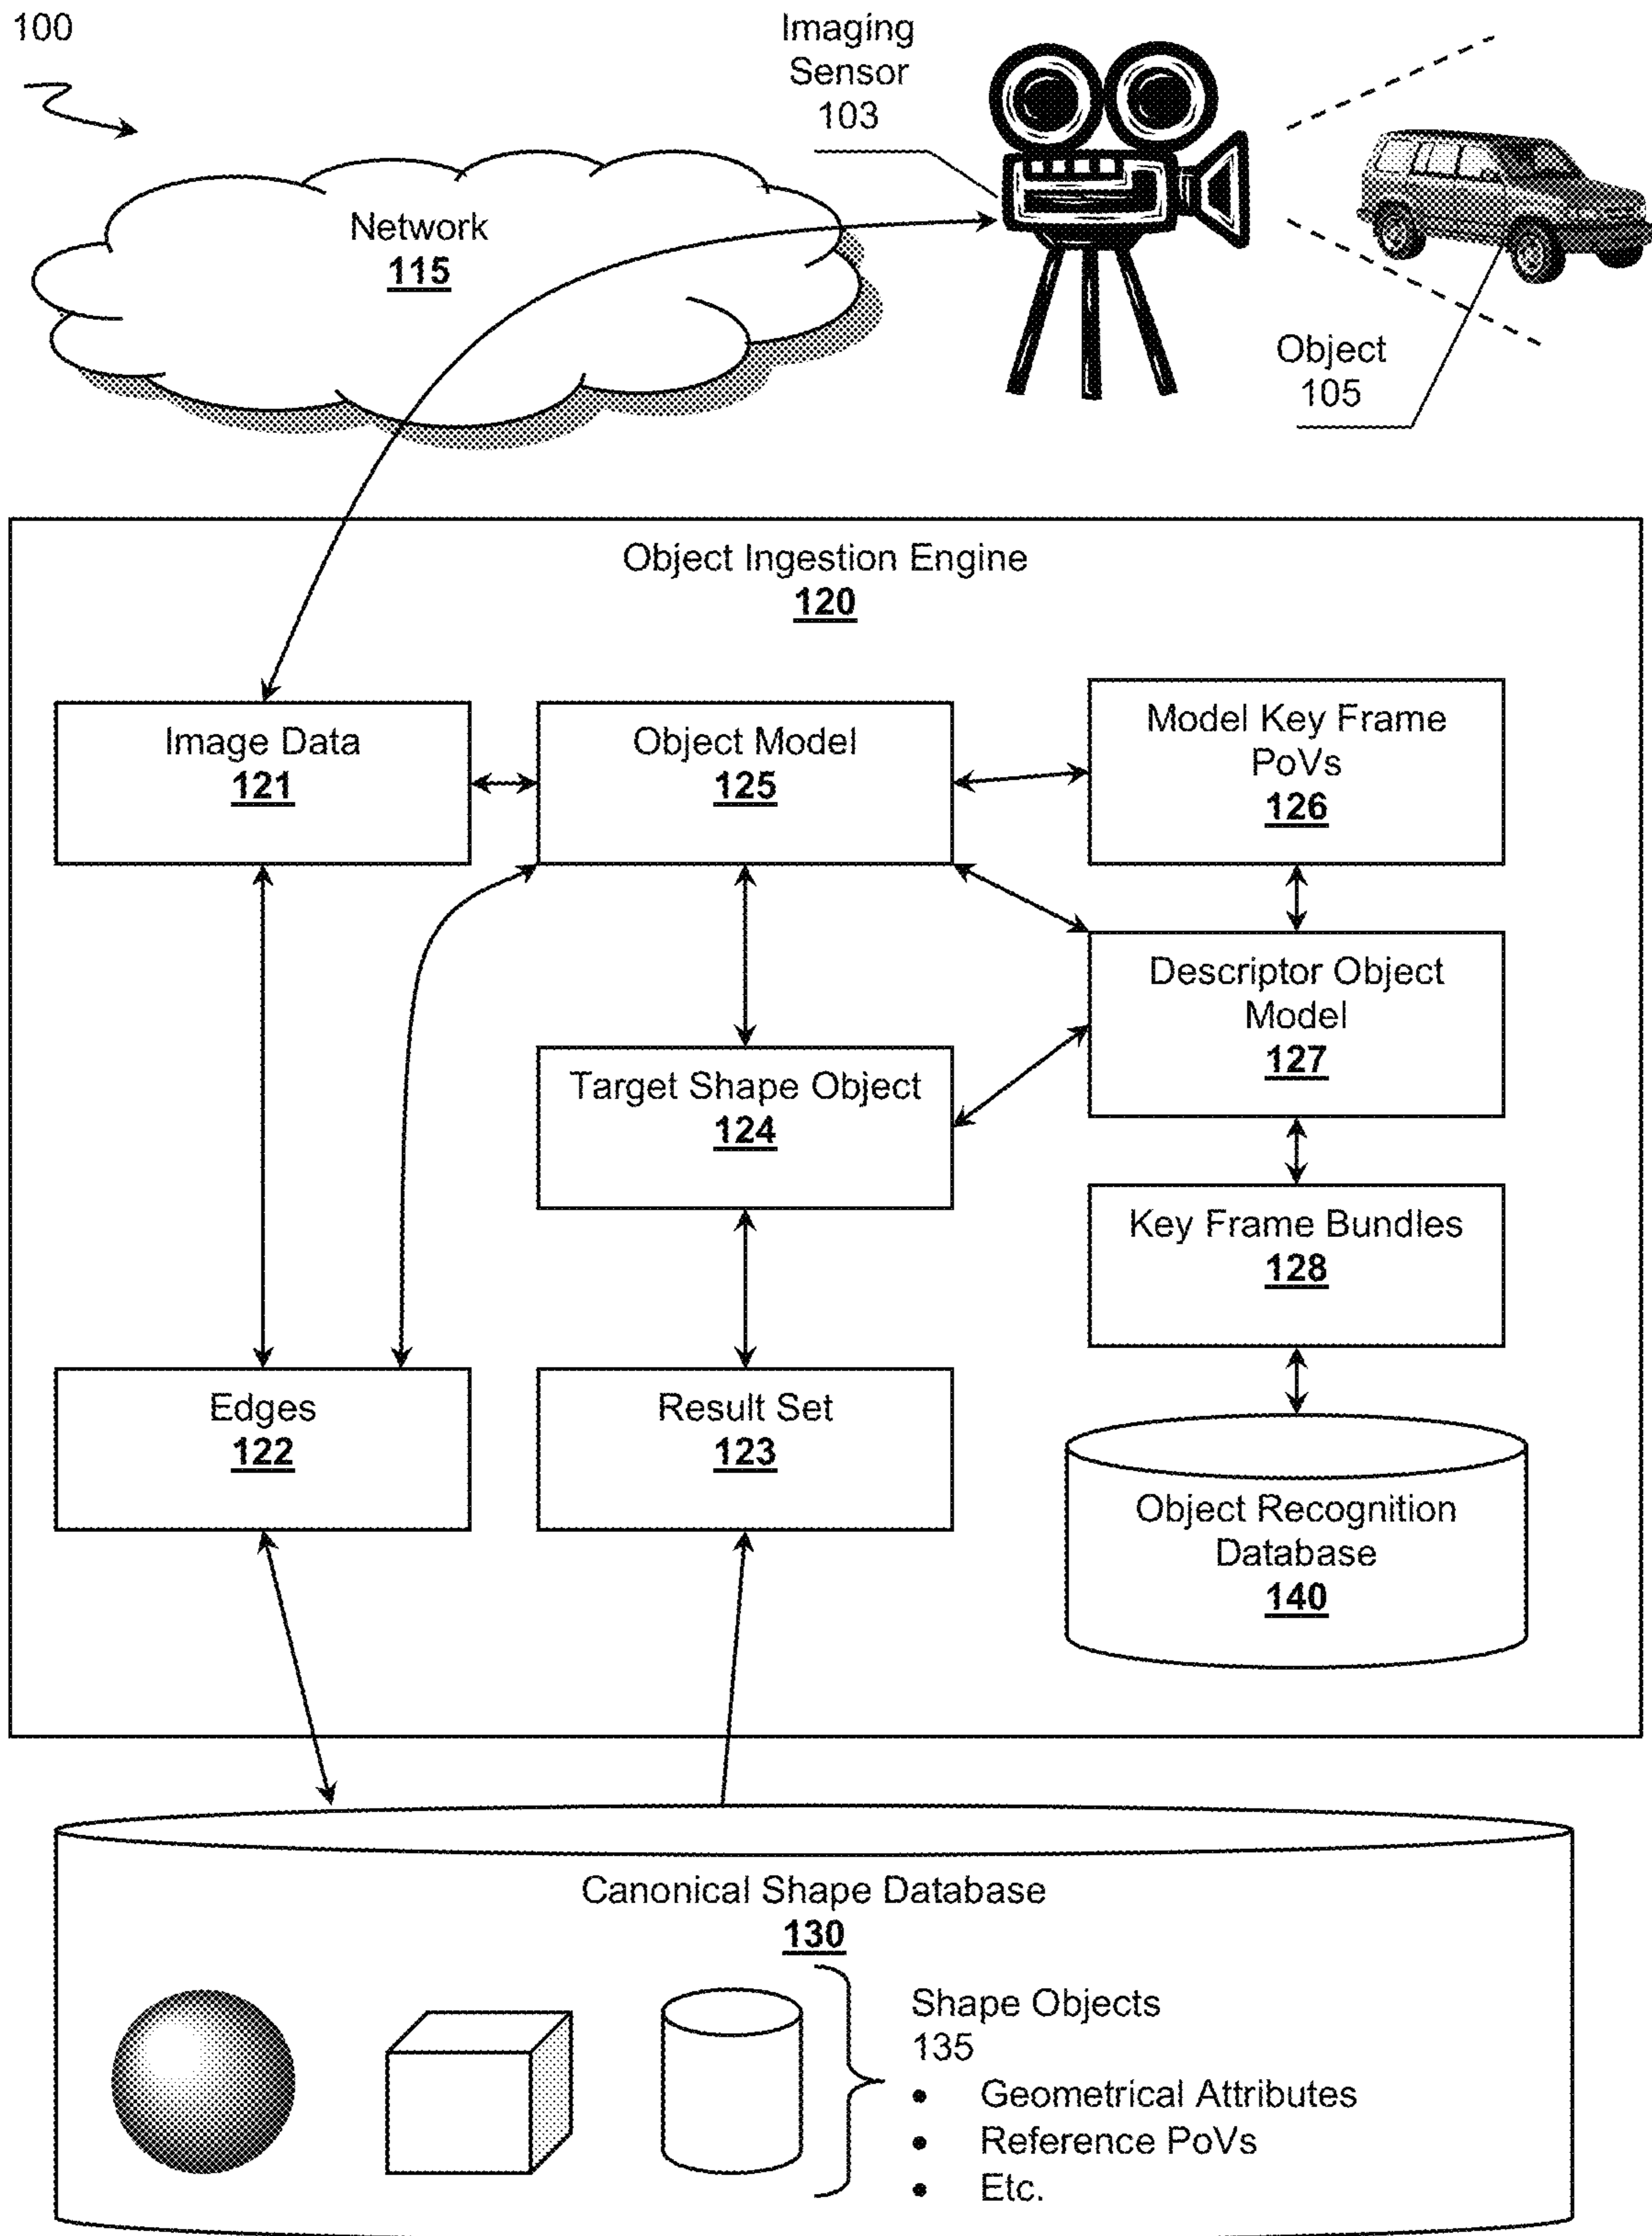 100
Imaging
Sensor
103
Network
115
Object
105
Object Ingestion Engine
120
Image Data
121
Object Model
125
Model Key Frame
PoVs
126
Descriptor Object
Model
127
Target Shape Object
124
Key Frame Bundles
128
Edges
122
Result Set
123
Object Recognition
Database
140
Canonical Shape Database
130
Shape Objects
135
• Geometrical Attributes
• Reference PoVs
• Etc.